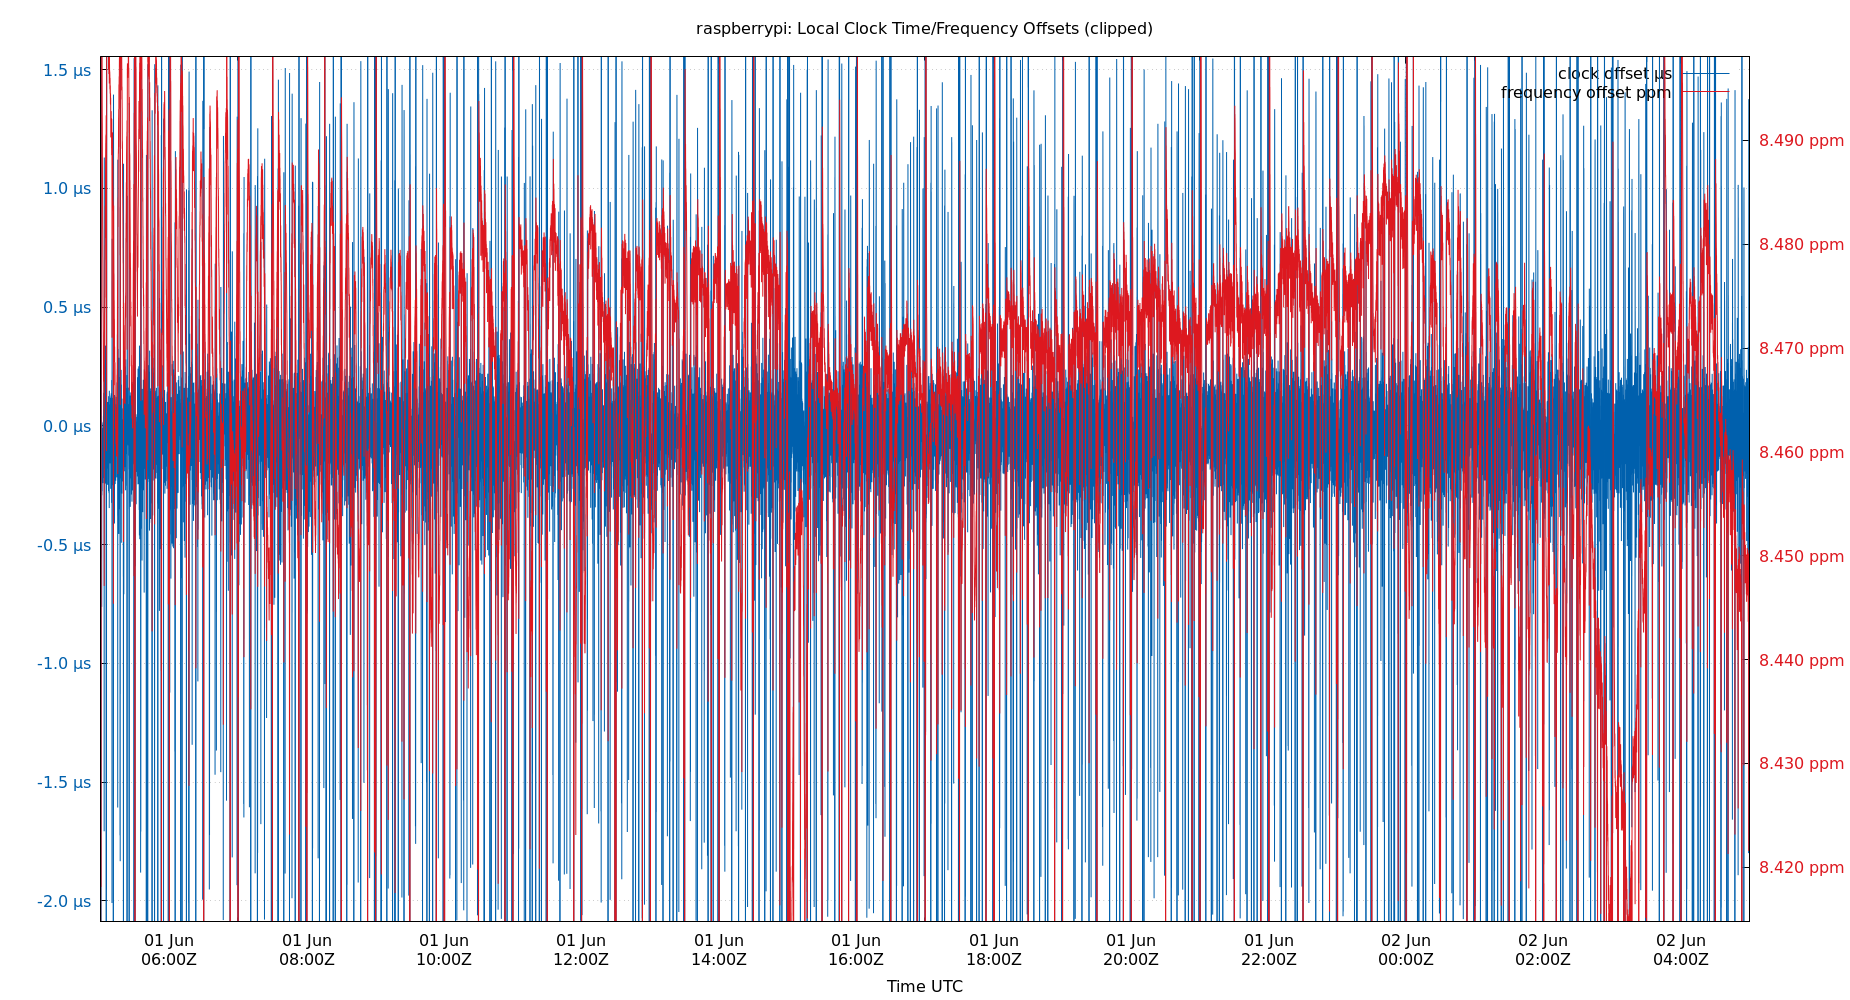 raspberrypi: Local Clock Time/Frequency Offsets (clipped)
clock offset µs
frequency offset ppm
1.5 µs
1.0 µs
0.5 µs
0.0 µs
-0.5 µs
-1.0 µs
-1.5 µs
-2.0 µs
8.490 ppm
8.480 ppm
8.470 ppm
8.460 ppm
8.450 ppm
8.440 ppm
8.430 ppm
8.420 ppm
01 Jun 01 Jun 01 Jun 01 Jun 01 Jun 01 Jun 01 Jun 01 Jun 01 Jun 02 Jun 02 Jun 02 Jun
06:00Z 08:00Z 10:00Z 12:00Z 14:00Z 16:00Z 18:00Z 20:00Z 22:00Z 00:00Z 02:00Z 04:00Z
Time UTC